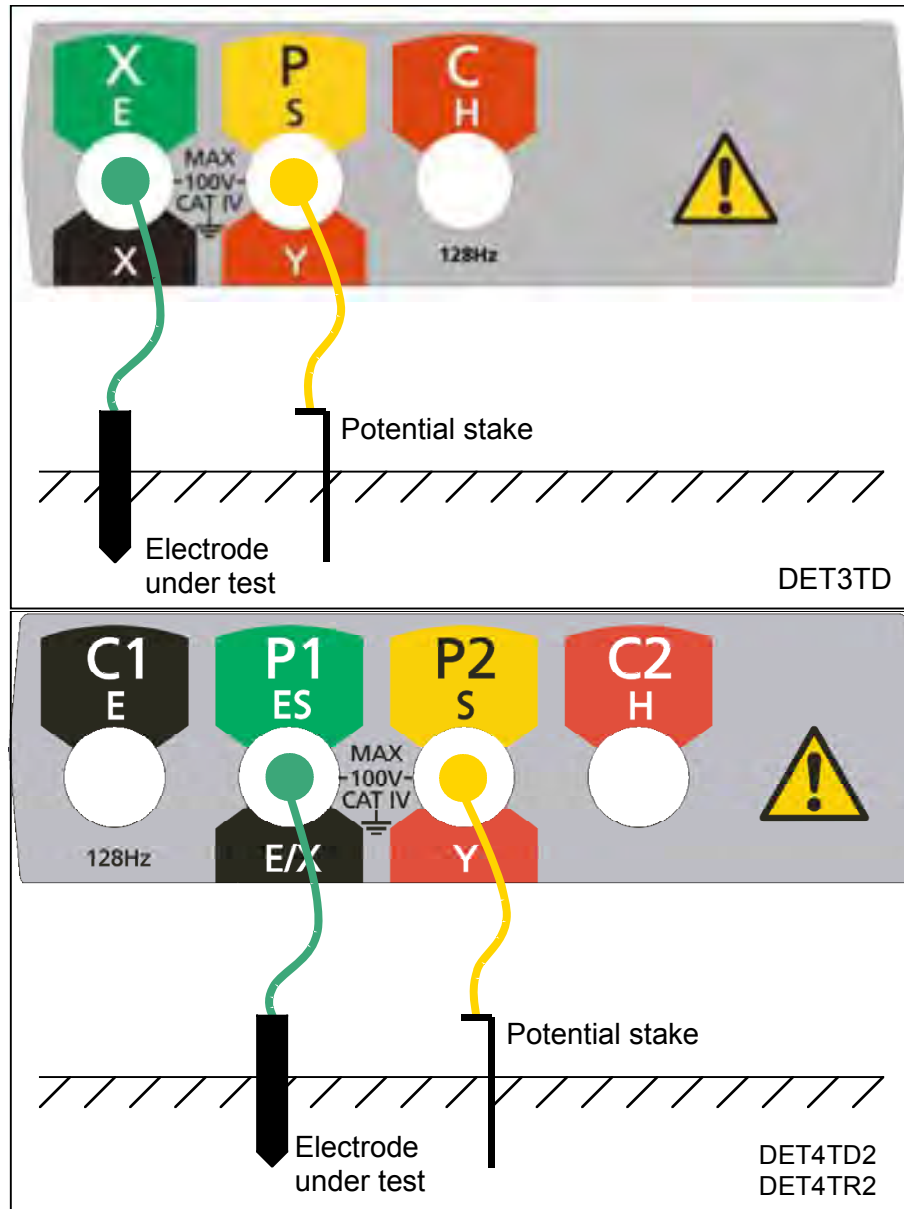 X P C
E S H
MAX
100V
CAT IV
X Y 128Hz
Potential stake
Electrode
under test
DET3TD
C1 P1 P2 C2
E ES S H
MAX
100V
CAT IV
128Hz E/X Y
Potential stake
Electrode
under test
DET4TD2
DET4TR2